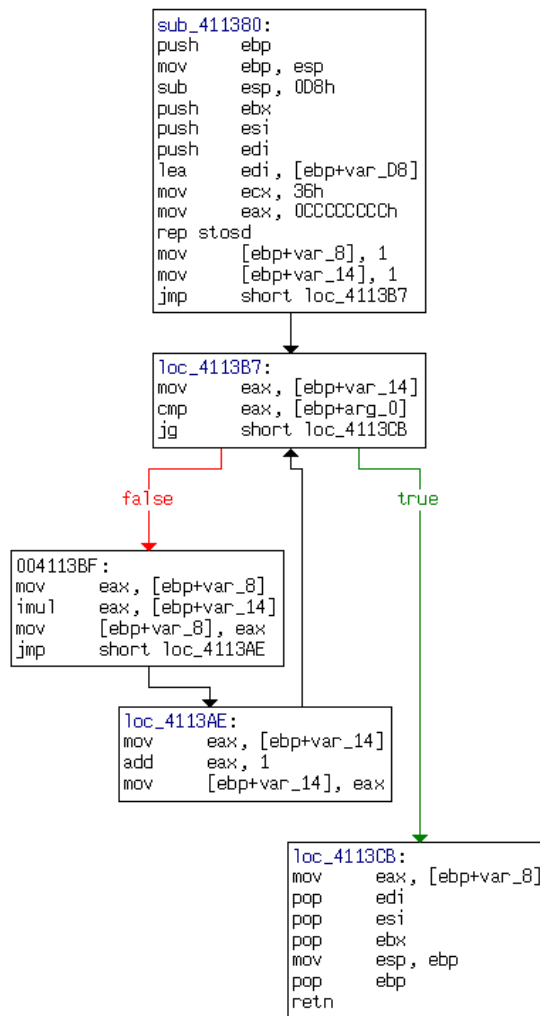 sub_411380:
push ebp
mov ebp, esp
sub esp, 0D8h
push ebx
push esi
push edi
lea edi, [ebp+var_D8]
mov ecx, 36h
mov eax, 0CCCCCCCCh
rep stosd
mov [ebp+var_8], 1
mov [ebp+var_14], 1
jmp short loc_4113B7
loc_4113B7:
mov eax, [ebp+var_14]
cmp eax, [ebp+arg_0]
jg short loc_4113CB
false
true
004113BF:
mov eax, [ebp+var_8]
imul eax, [ebp+var_14]
mov [ebp+var_8], eax
jmp short loc_4113AE
loc_4113AE:
mov eax, [ebp+var_14]
add eax, 1
mov [ebp+var_14], eax
loc_4113CB:
mov eax, [ebp+var_8]
pop edi
pop esi
pop ebx
mov esp, ebp
pop ebp
retn